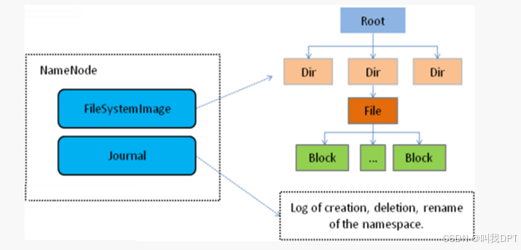 Root
NameNode
Dir
Dir
Dir
FileSystemImage
File
Journal
Block
...
Block
Log of creation, deletion, rename
of the namespace.
CSDN @叫我DPT